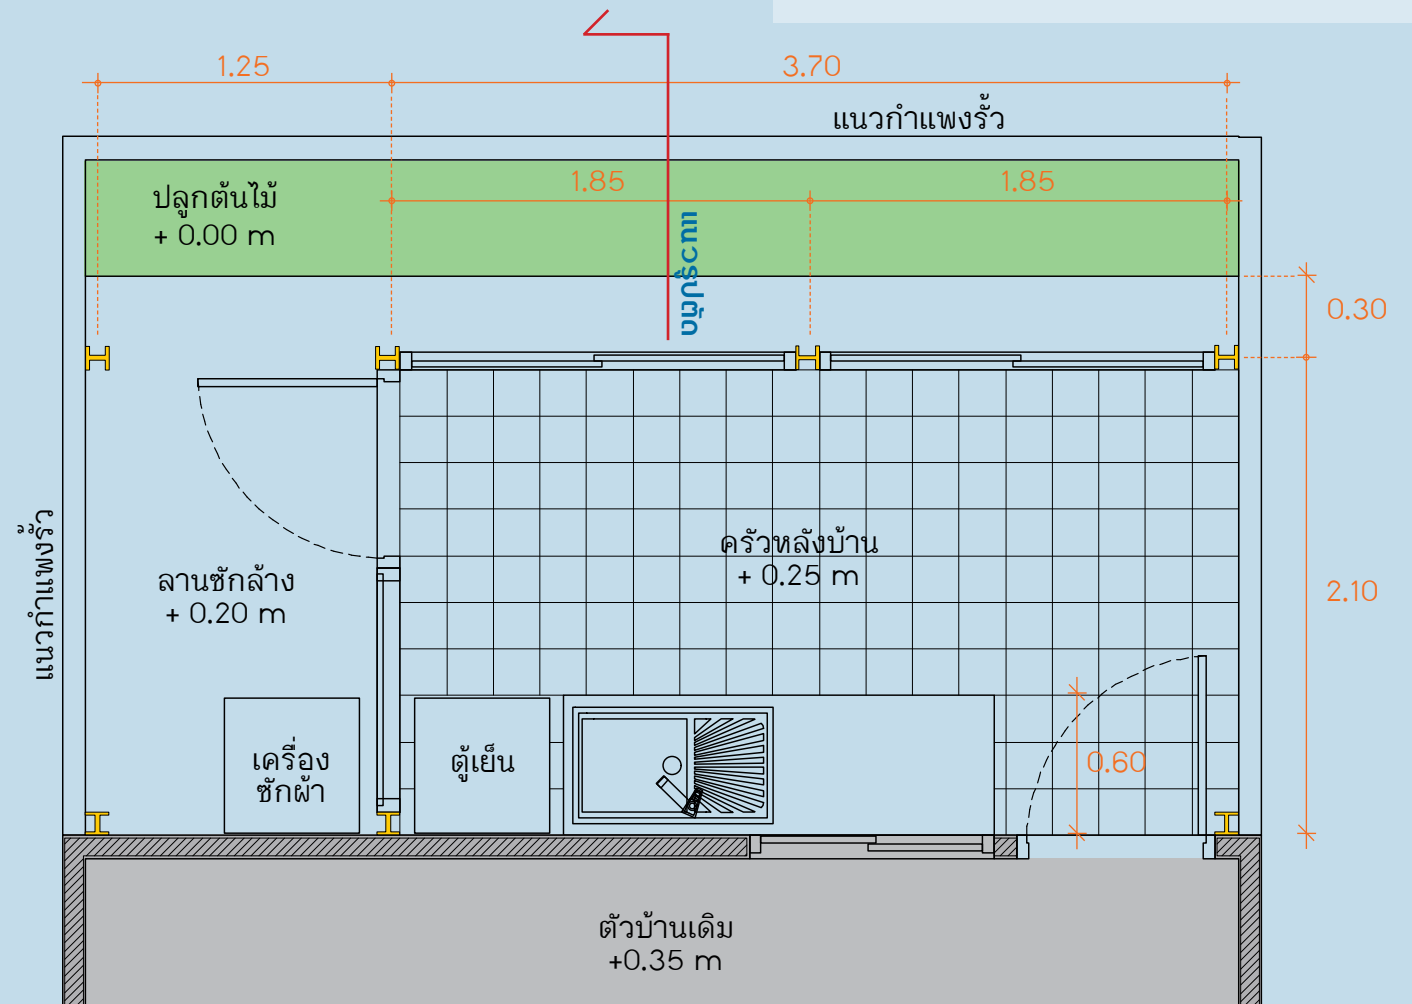 1.25
3.70
แนวกำแพงรั้ว
ปลูกต้นไม้
+ 0.00 m
1.85
1.85
แนวรูปตัด
0.30
แนวกำแพงรั้ว
ลานซักล้าง
+ 0.20 m
ครัวหลังบ้าน
+ 0.25 m
2.10
เครื่อง
ซักผ้า
ตู้เย็น
0.60
ตัวบ้านเดิม
+0.35 m